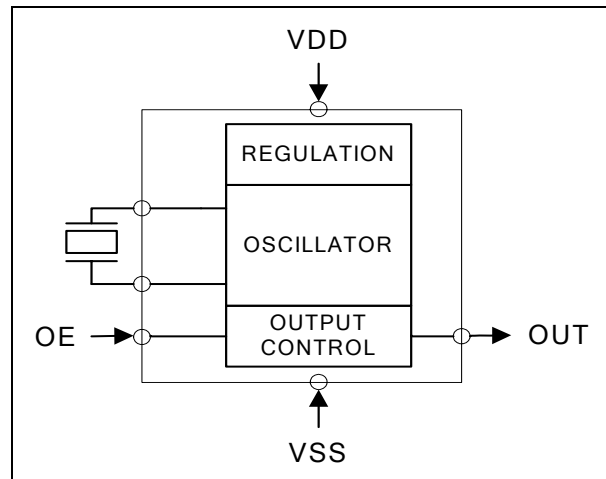 VDD
REGULATION
OSCILLATOR
OE
OUTPUT
CONTROL
OUT
VSS